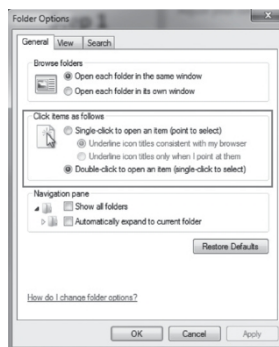 Folder Options
General View Search
Browse folders
Open each folder in the same window
Open each folder in its own window
Click items as follows
Single-click to open an item (point to select)
Underline icon titles consistent with my browser
Underline icon titles only when I point at them
Double-click to open an item (single-click to select)
Navigation pane
Show all folders
Automatically expand to current folder
Restore Defaults
How do I change folder options?
OK Cancel Apply